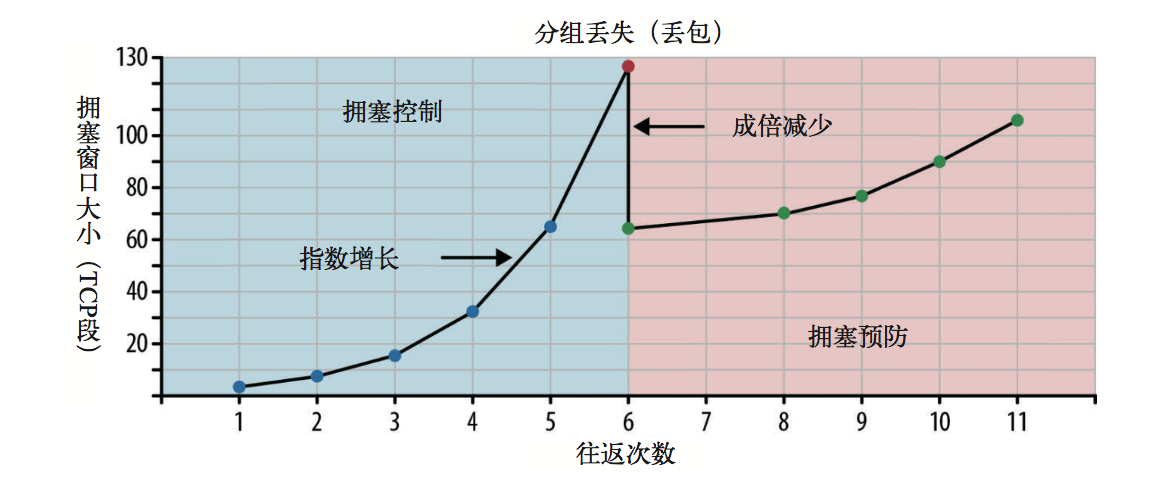 分组丢失（丢包）
130
100
80
60
40
20
拥塞窗口大小（TCP段）
拥塞控制
成倍减少
指数增长
拥塞预防
1 2 3 4 5 6 7 8 9 10 11
往返次数